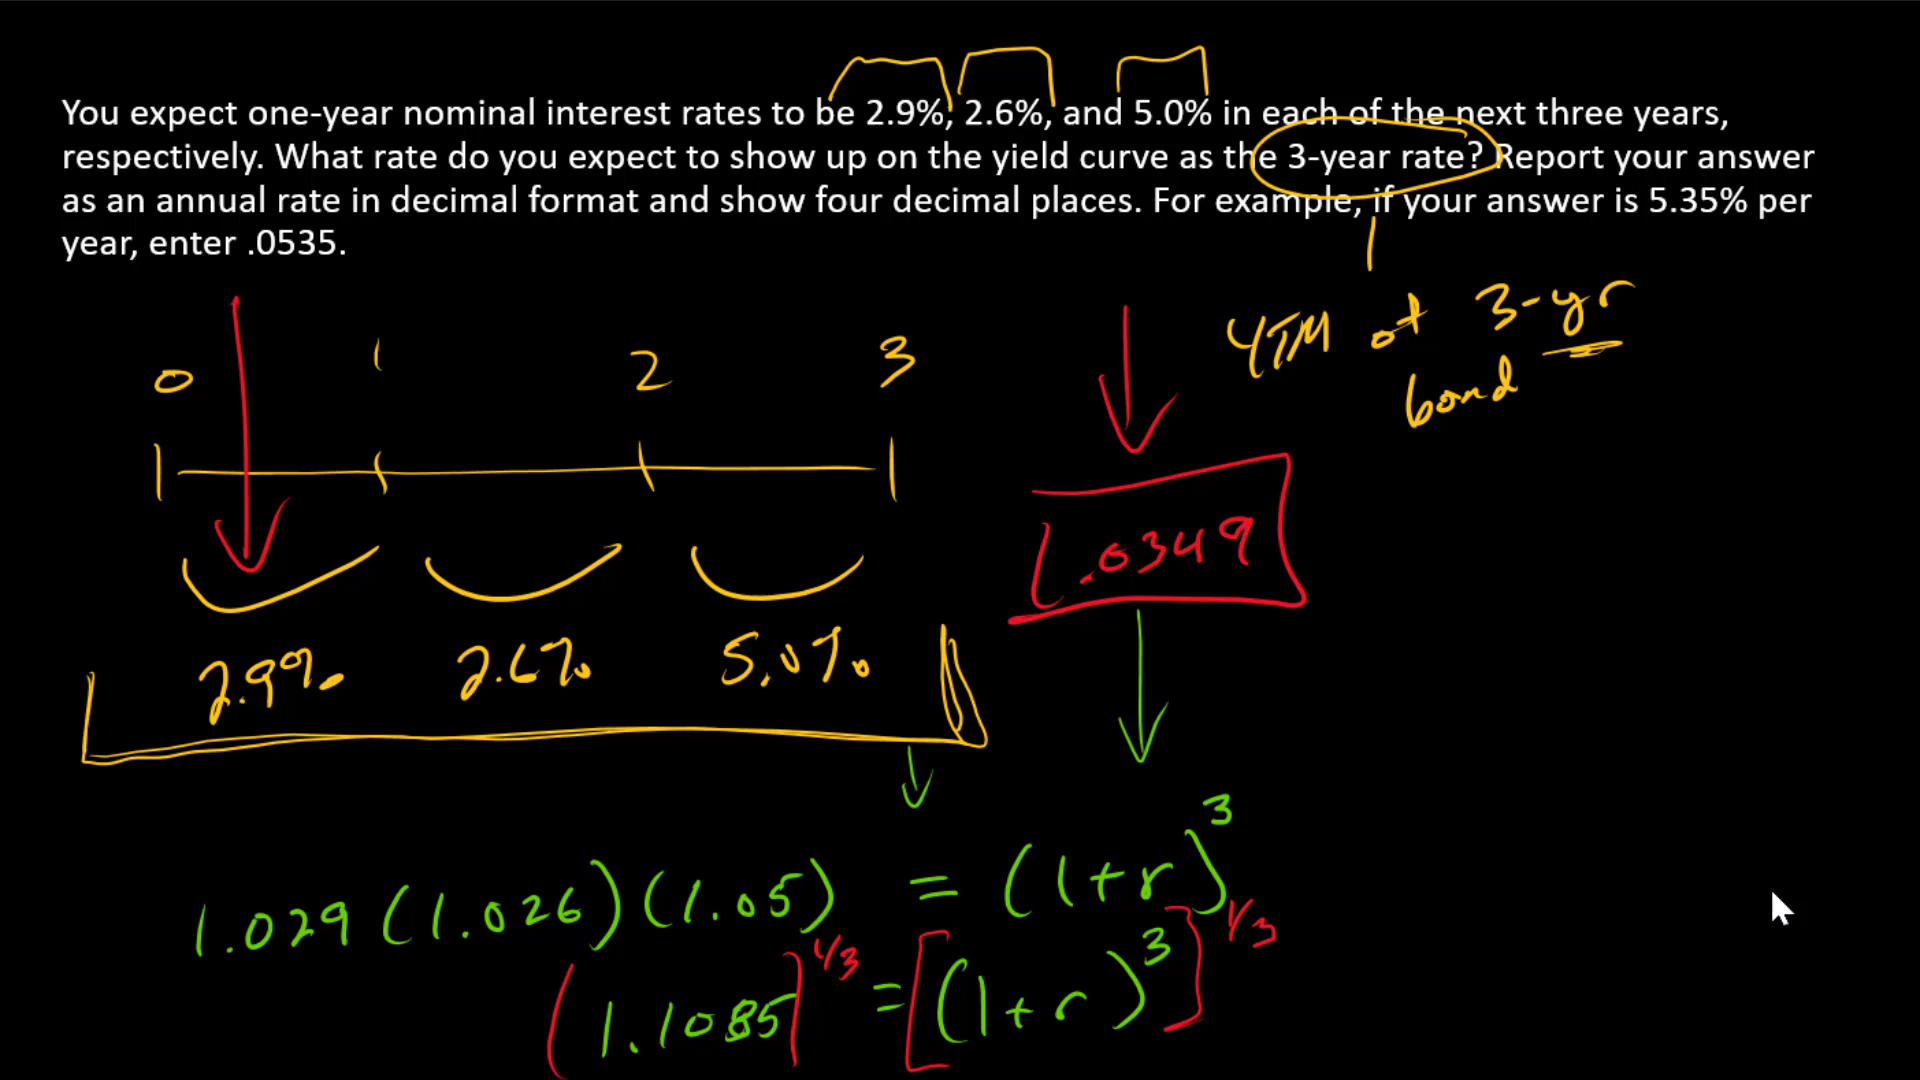 You expect one-year nominal interest rates to be 2.9%, 2.6%, and 5.0% in each of the next three years,
respectively. What rate do you expect to show up on the yield curve as the 3-year rate? Report your answer
as an annual rate in decimal format and show four decimal places. For example, if your answer is 5.35% per
year, enter .0535.
YTM of 3-yr
bond
0 1 2 3
.0349
2.9% 2.6% 5.0%
1.029(1.026)(1.05) = (1+r)^3
(1.1085)^1/3 = [(1+r)^3]^1/3